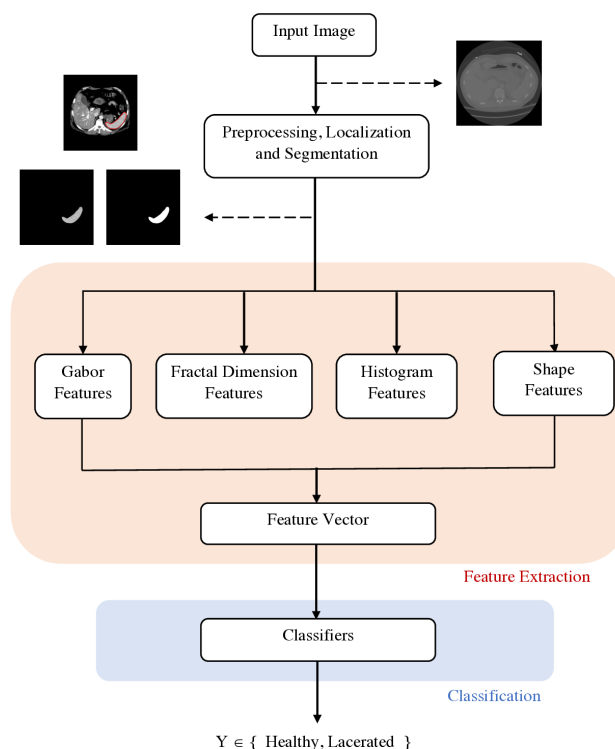 Input Image
Preprocessing, Localization
and Segmentation
Gabor
Features
Fractal Dimension
Features
Histogram
Features
Shape
Features
Feature Vector
Feature Extraction
Classifiers
Classification
Y ∈ { Healthy, Lacerated }